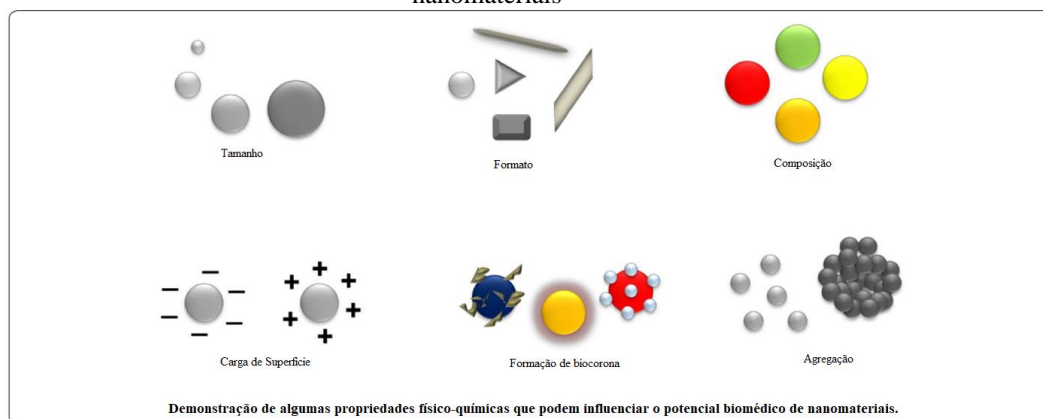 nanomateriais
Tamanho
Formato
Composição
Carga de Superfície
Formação de biocorona
Agregação
Demonstração de algumas propriedades físico-químicas que podem influenciar o potencial biomédico de nanomateriais.